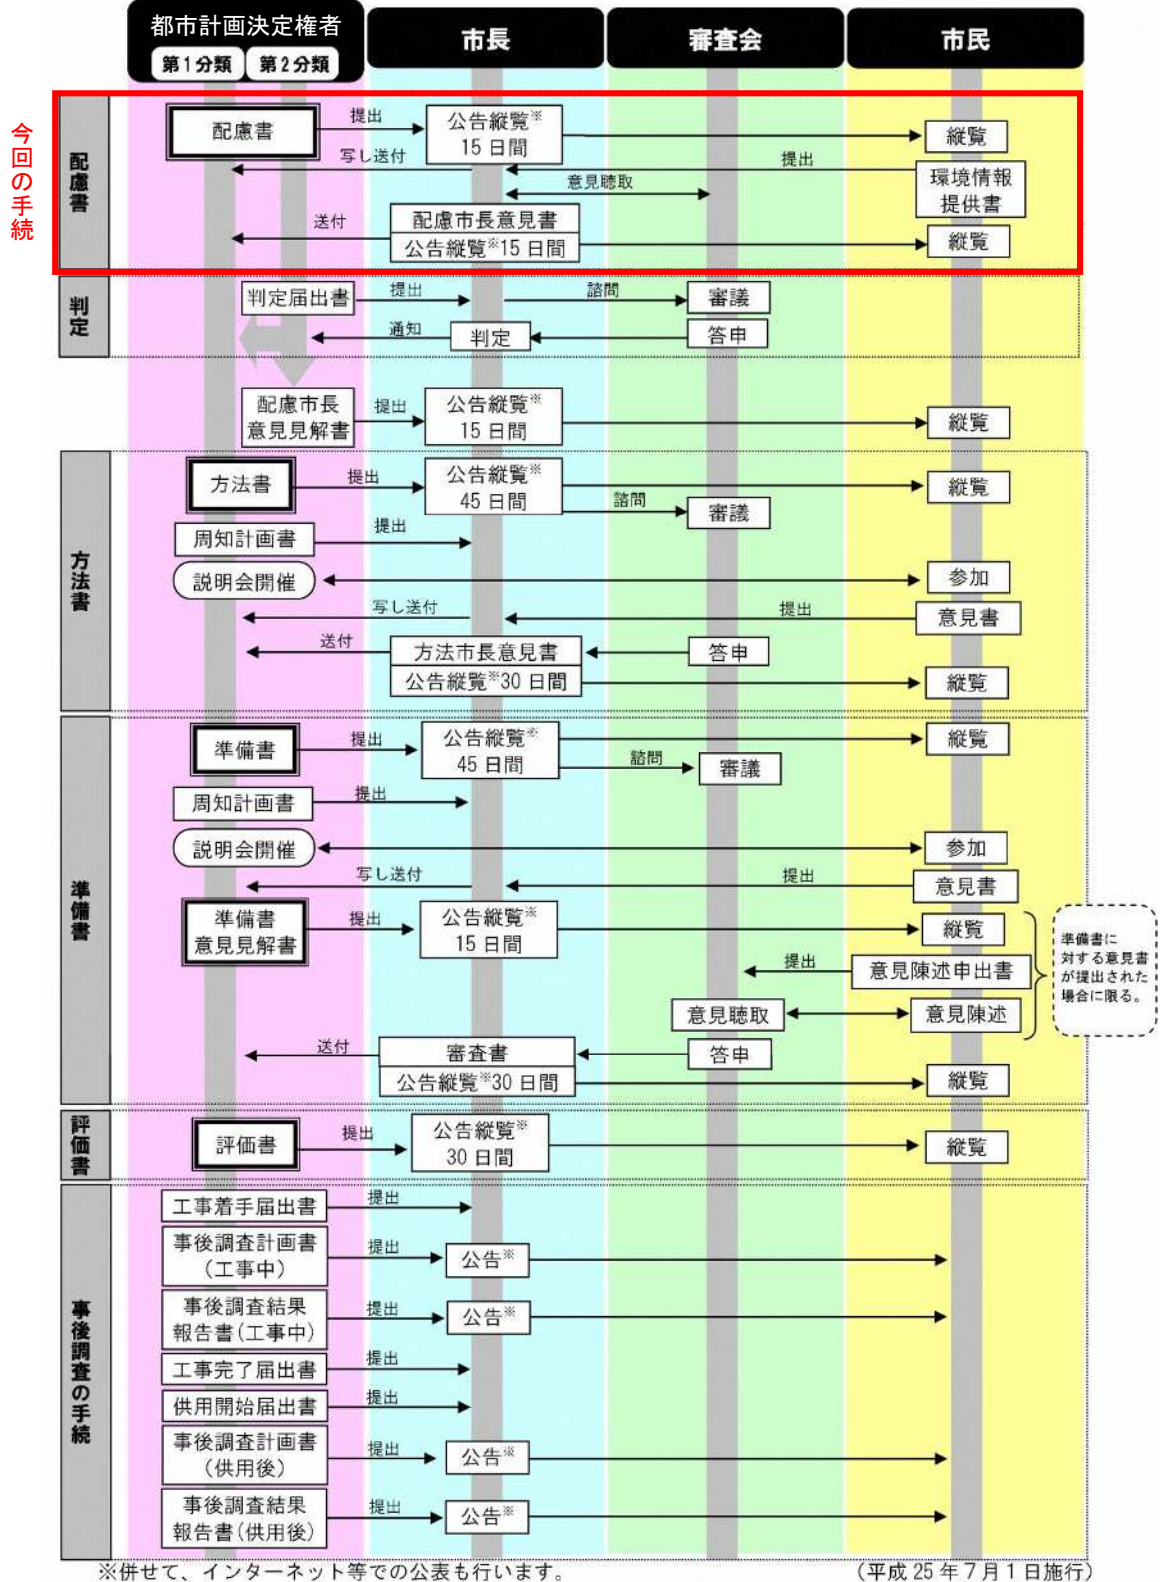 都市計画決定権者
第1分類
第2分類
市長
審査会
市民
今回の手続
配慮書
配慮書
提出
公告縦覧※
15日間
縦覧
写し送付
提出
環境情報
提供書
意見聴取
送付
配慮市長意見書
公告縦覧※15日間
縦覧
判定
判定届出書
提出
諮問
審議
通知
判定
答申
配慮市長
意見見解書
提出
公告縦覧※
15日間
縦覧
方法書
方法書
提出
公告縦覧※
45日間
縦覧
諮問
審議
周知計画書
提出
説明会開催
参加
写し送付
提出
意見書
送付
方法市長意見書
答申
公告縦覧※30日間
縦覧
準備書
準備書
提出
公告縦覧※
45日間
縦覧
諮問
審議
周知計画書
提出
説明会開催
参加
写し送付
提出
意見書
準備書
意見見解書
提出
公告縦覧※
15日間
縦覧
提出
意見陳述申出書
意見聴取
意見陳述
準備書に
対する意見書
が提出された
場合に限る。
送付
審査書
答申
公告縦覧※30日間
縦覧
評価書
評価書
提出
公告縦覧※
30日間
縦覧
事後調査の手続
工事着手届出書
提出
事後調査計画書
(工事中)
提出
公告※
事後調査結果
報告書(工事中)
提出
公告※
工事完了届出書
提出
供用開始届出書
提出
事後調査計画書
(供用後)
提出
公告※
事後調査結果
報告書(供用後)
提出
公告※
※併せて、インターネット等での公表も行います。
(平成25年7月1日施行)